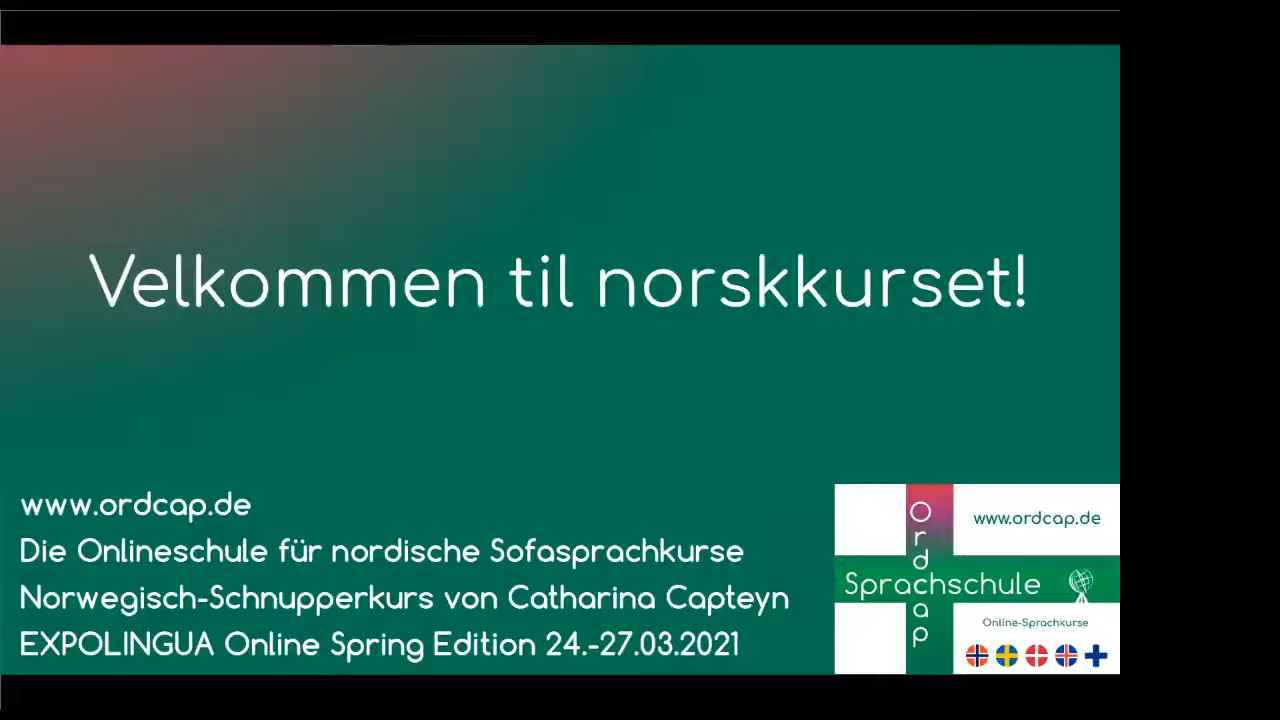 Velkommen til norskkurset!
www.ordcap.de
Die Onlineschule für nordische Sofasprachkurse
Norwegisch-Schnupperkurs von Catharina Capteyn
EXPOLINGUA Online Spring Edition 24.-27.03.2021
Ordcap
www.ordcap.de
Sprachschule
Online-Sprachkurse